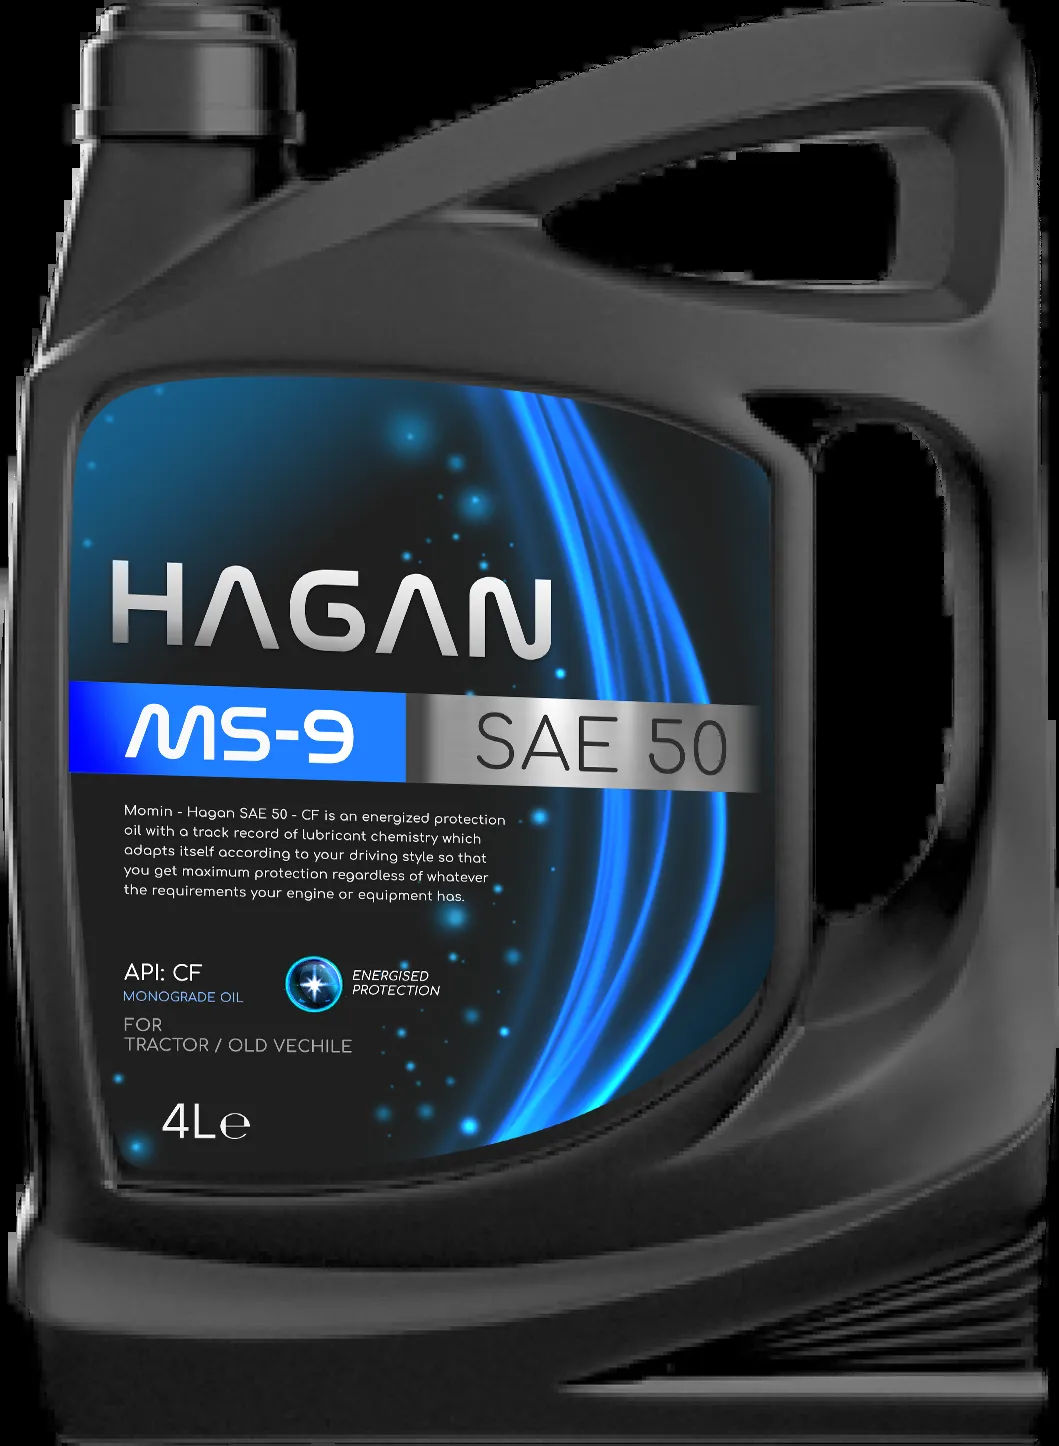 HAGAN
MS-9
SAE 50
Momin - Hagan SAE 50 - CF is an energized protection
oil with a track record of lubricant chemistry which
adapts itself according to your driving style so that
you get maximum protection regardless of whatever
the requirements your engine or equipment has.
API: CF
MONOGRADE OIL
ENERGISED
PROTECTION
FOR
TRACTOR / OLD VECHILE
4L℮